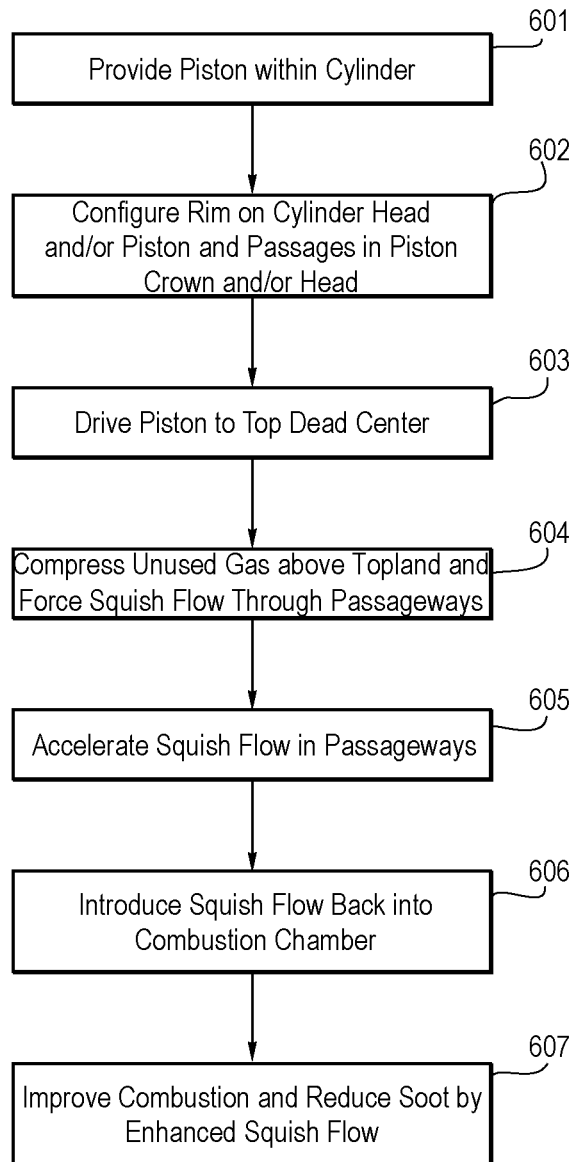 601
Provide Piston within Cylinder
602
Configure Rim on Cylinder Head
and/or Piston and Passages in Piston
Crown and/or Head
603
Drive Piston to Top Dead Center
604
Compress Unused Gas above Topland and
Force Squish Flow Through Passageways
605
Accelerate Squish Flow in Passageways
606
Introduce Squish Flow Back into
Combustion Chamber
607
Improve Combustion and Reduce Soot by
Enhanced Squish Flow